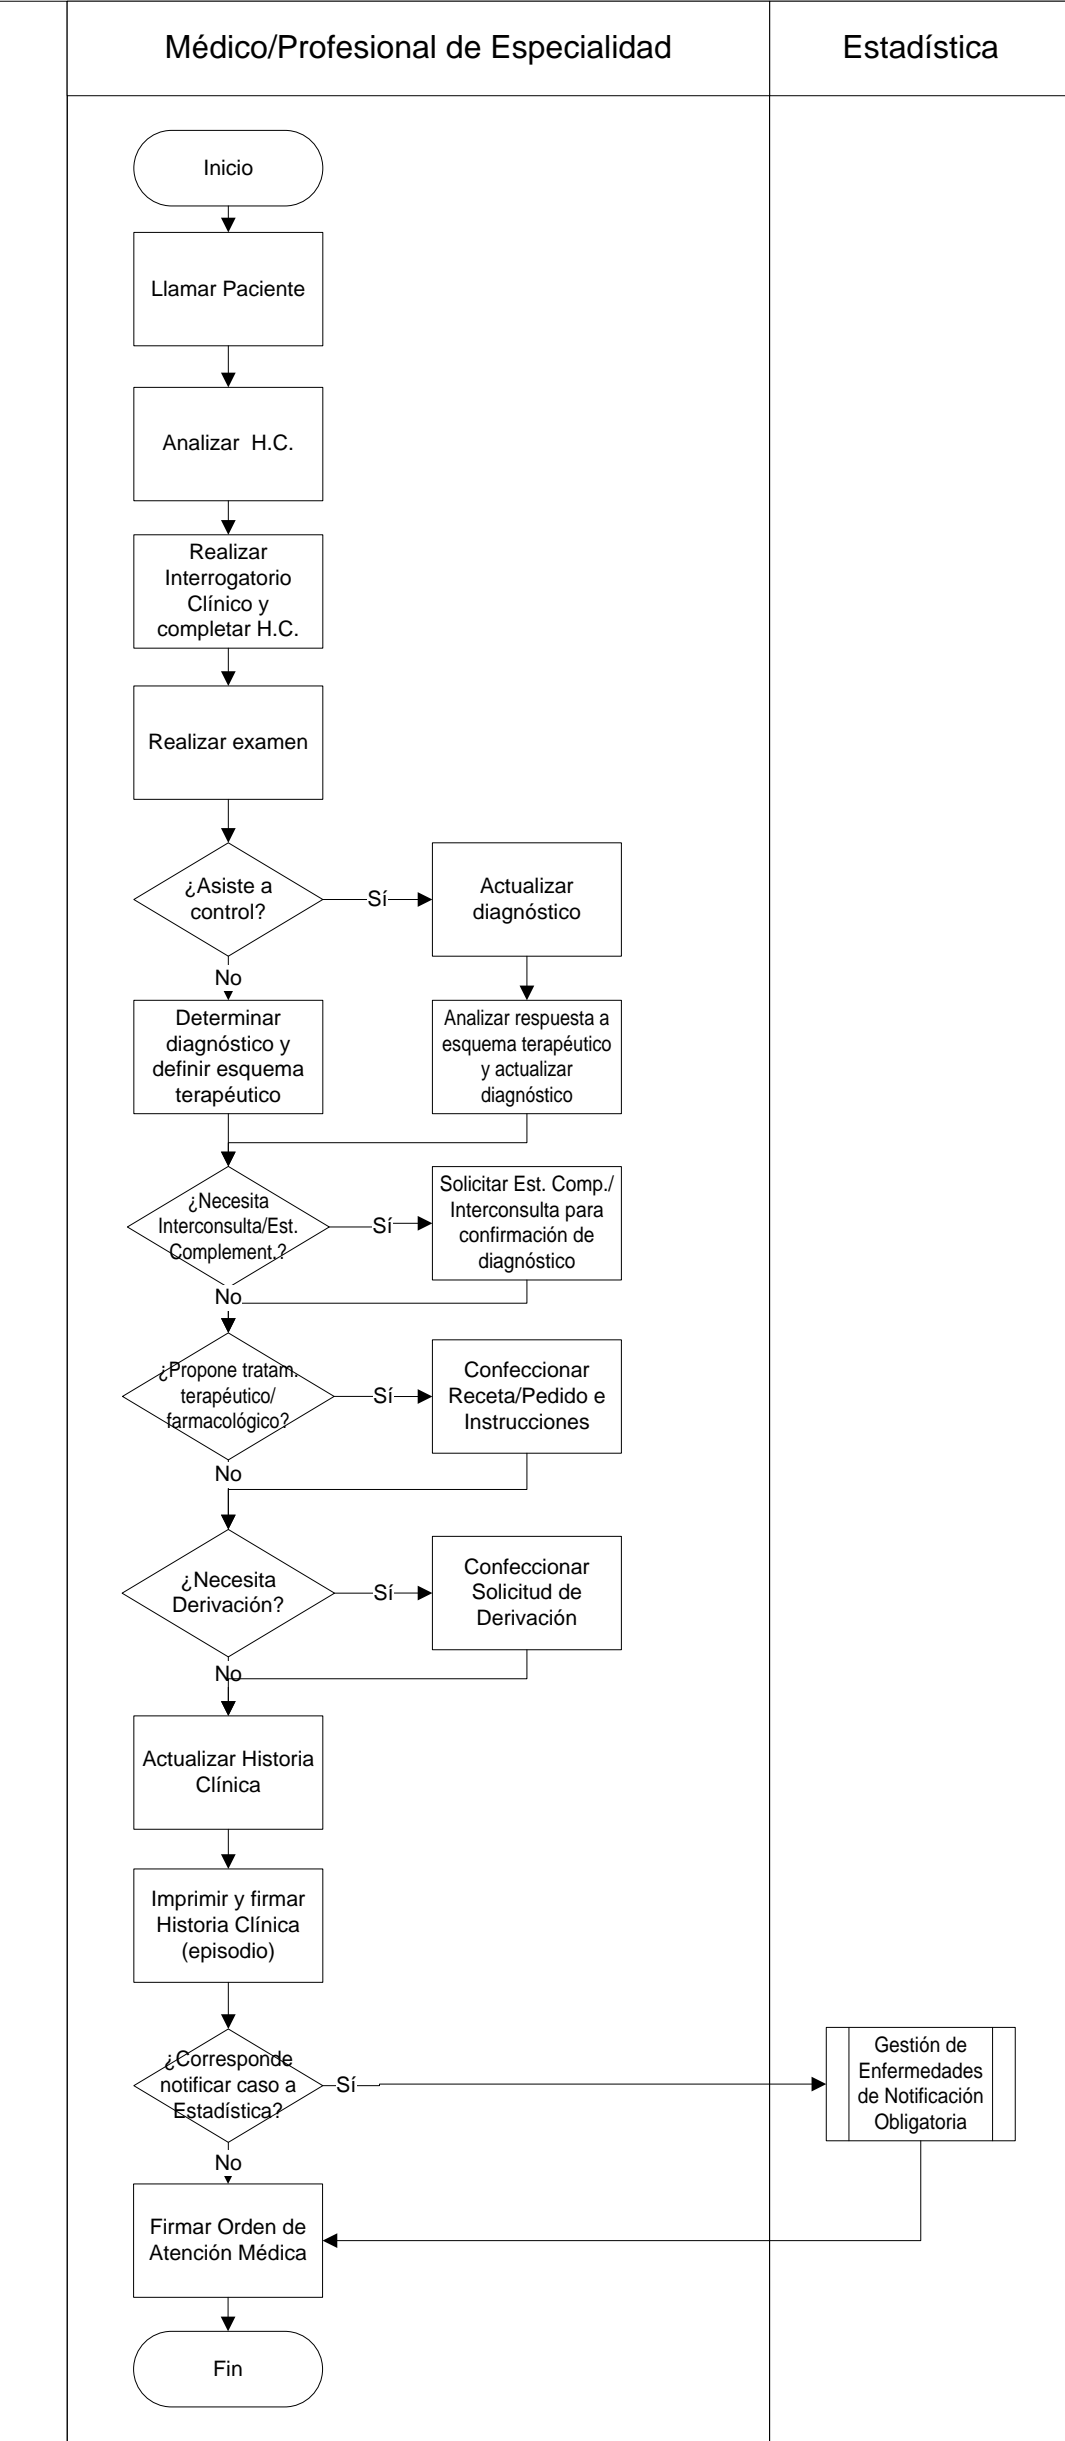 Médico/Profesional de Especialidad
Estadística
Inicio
Llamar Paciente
Analizar  H.C.
Realizar
Interrogatorio
Clínico y
completar H.C.
Realizar examen
¿Asiste a
control?
Sí
Actualizar
diagnóstico
No
Determinar
diagnóstico y
definir esquema
terapéutico
Analizar respuesta a
esquema terapéutico
y actualizar
diagnóstico
¿Necesita
Interconsulta/Est.
Complement.?
Sí
Solicitar Est. Comp./
Interconsulta para
confirmación de
diagnóstico
No
¿Propone tratam.
terapéutico/
farmacológico?
Sí
Confeccionar
Receta/Pedido e
Instrucciones
No
¿Necesita
Derivación?
Sí
Confeccionar
Solicitud de
Derivación
No
Actualizar Historia
Clínica
Imprimir y firmar
Historia Clínica
(episodio)
¿Corresponde
notificar caso a
Estadística?
Sí
Gestión de
Enfermedades
de Notificación
Obligatoria
No
Firmar Orden de
Atención Médica
Fin